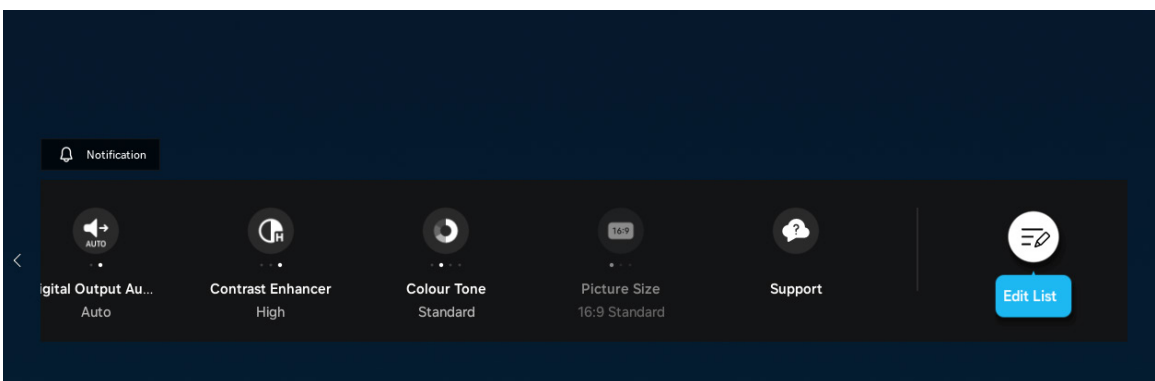 Notification
AUTO
H
16:9
?
igital Output Au...
Contrast Enhancer
Colour Tone
Picture Size
Support
Edit List
Auto
High
Standard
16:9 Standard